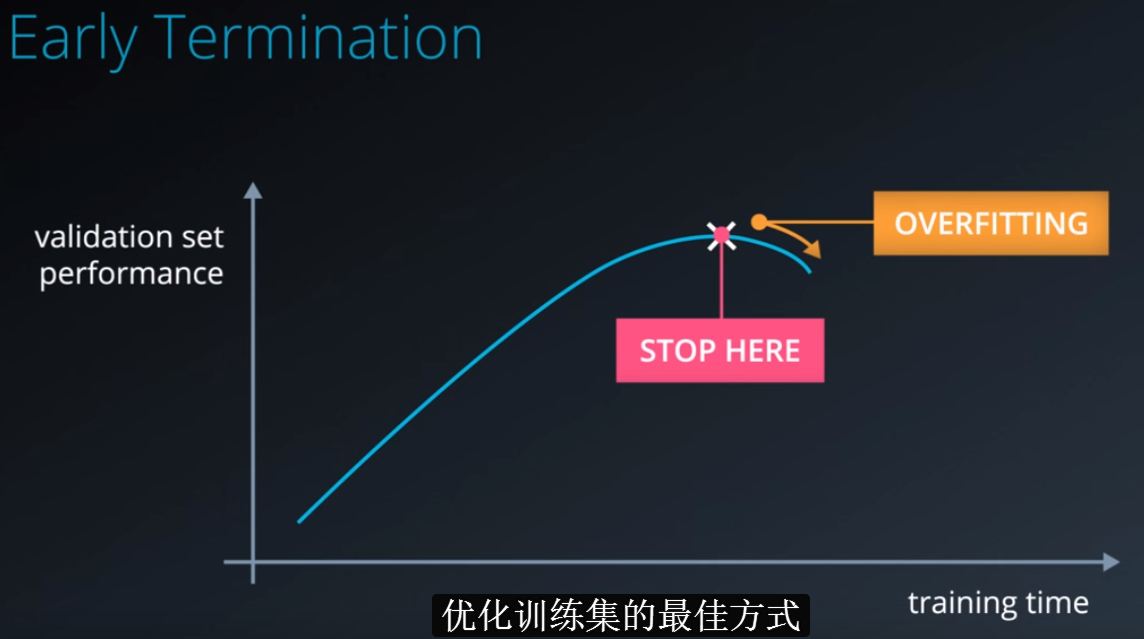 Early Termination
validation set
performance
OVERFITTING
STOP HERE
training time
优化训练集的最佳方式